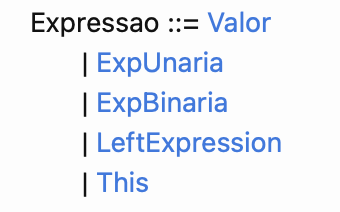 Expressao ::= Valor
| ExpUnaria
| ExpBinaria
| LeftExpression
| This